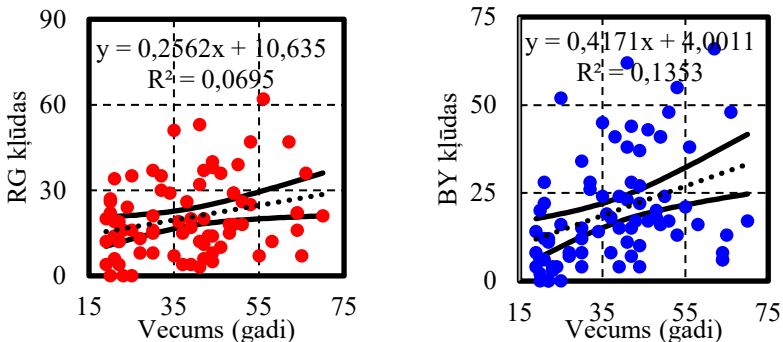 90
y = 0,2562x + 10,635
R² = 0,0695
60
30
0
RG kļūdas
15 35 55 75
Vecums (gadi)
75
y = 0,4171x + 4,0011
R² = 0,1353
50
25
0
BY kļūdas
15 35 55 75
Vecums (gadi)